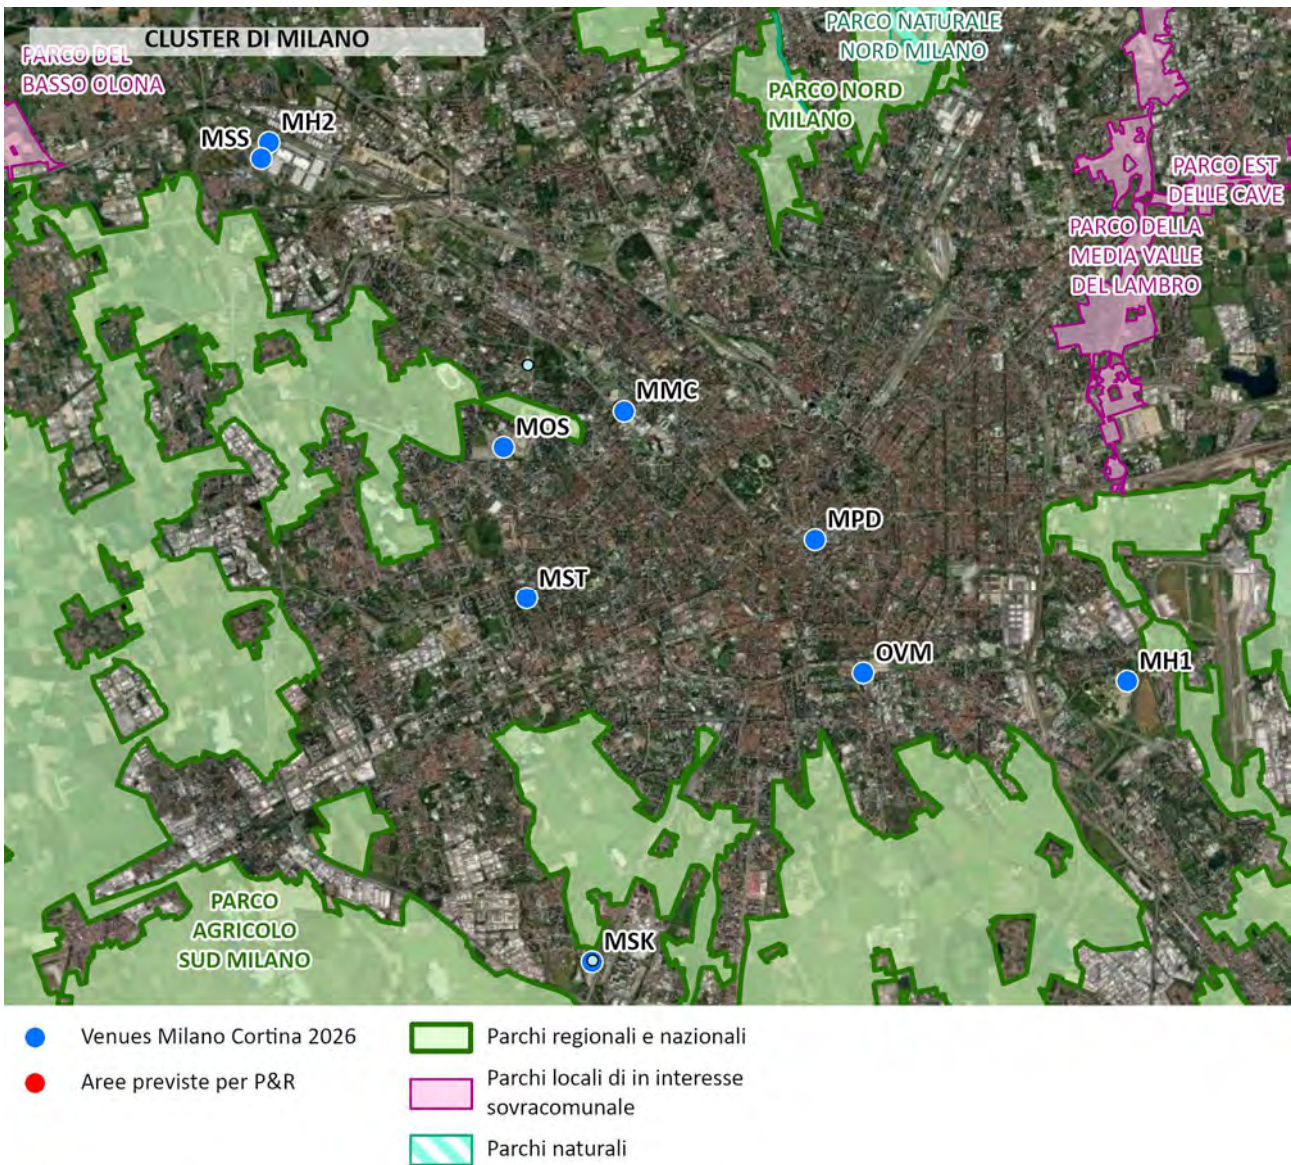 CLUSTER DI MILANO
PARCO DEL
BASSO OLONA
PARCO NATURALE
NORD MILANO
PARCO NORD
MILANO
MH2
MSS
PARCO EST
DELLE CAVE
PARCO DELLA
MEDIA VALLE
DEL LAMBRO
MMC
MOS
MPD
MST
OVM
MH1
PARCO
AGRICOLO
SUD MILANO
MSK
Venues Milano Cortina 2026
Aree previste per P&R
Parchi regionali e nazionali
Parchi locali di in interesse
sovracomunale
Parchi naturali